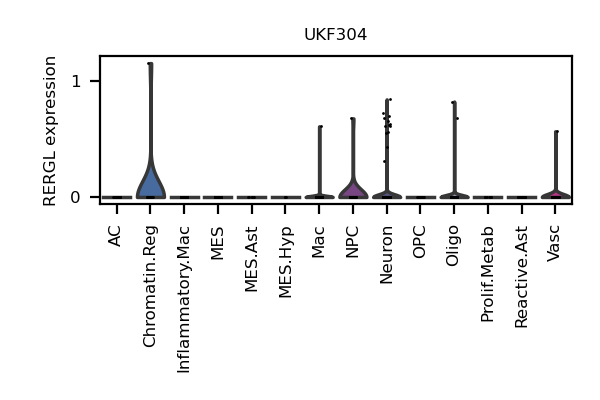 UKF304
RERGL expression
1
0
AC
Chromatin.Reg
Inflammatory.Mac
MES
MES.Ast
MES.Hyp
Mac
NPC
Neuron
OPC
Oligo
Prolif.Metab
Reactive.Ast
Vasc